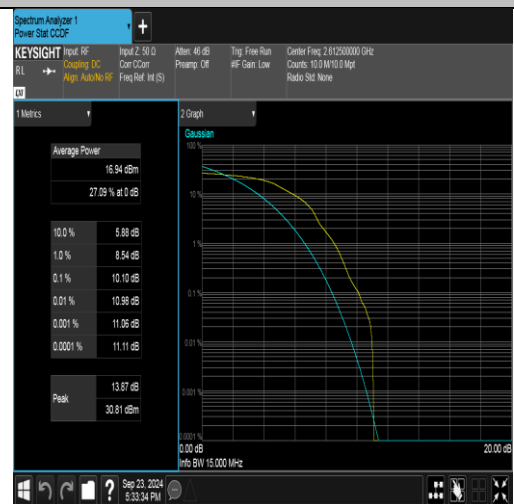 Spectrum Analyzer 1
Power Stat CCDF
KEYSIGHT
RL
Input: RF
Coupling: DC
Align: Auto/No RF
Input Z: 50 Ω
Corr CCorr
Freq Ref: Int (S)
Atten: 46 dB
Preamp: Off
Trig: Free Run
#IF Gain: Low
Center Freq: 2.612500000 GHz
Counts: 10.0 M/10.0 Mpt
Radio Std: None
1 Metrics
Average Power
16.94 dBm
27.09 % at 0 dB
10.0 % 5.88 dB
1.0 % 8.54 dB
0.1 % 10.10 dB
0.01 % 10.98 dB
0.001 % 11.06 dB
0.0001 % 11.11 dB
Peak
13.87 dB
30.81 dBm
2 Graph
Gaussian
100 %
10 %
1 %
0.1 %
0.01 %
0.001 %
0.0001 %
0.00 dB
20.00 dB
Info BW 15.000 MHz
Sep 23, 2024
5:33:34 PM